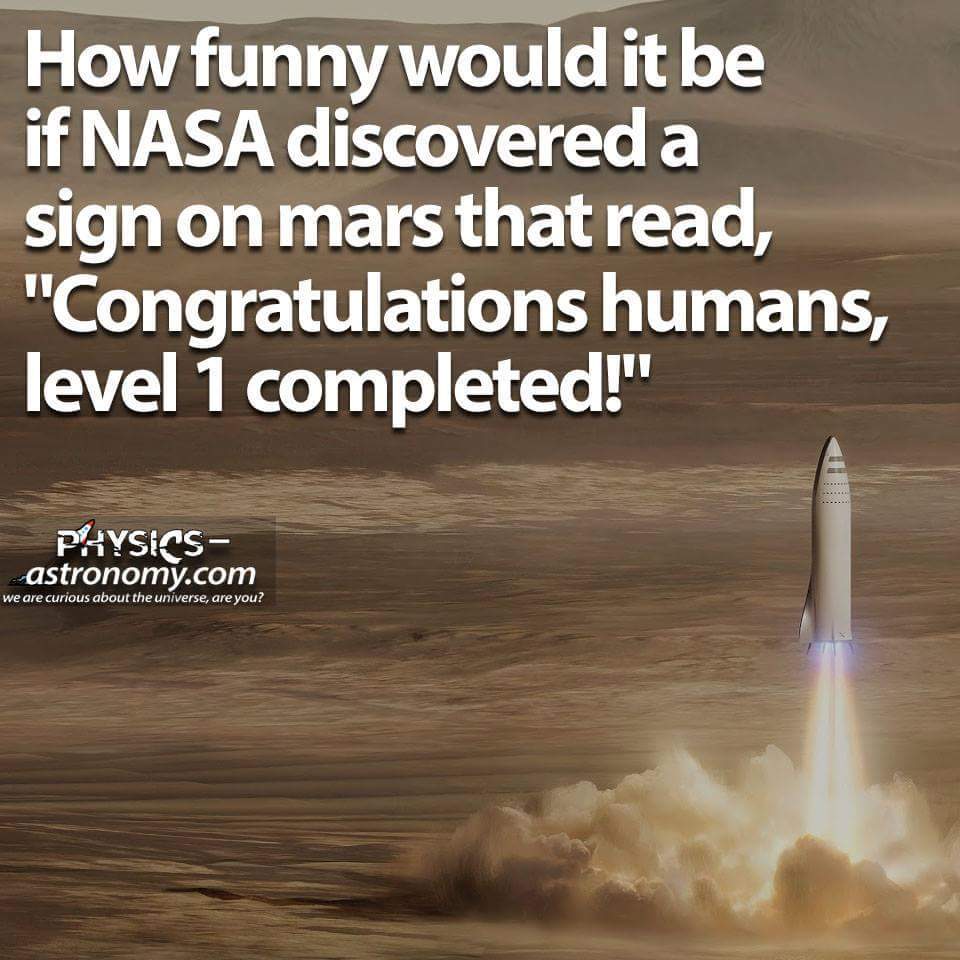 How funny would it be
if NASA discovered a
sign on mars that read,
"Congratulations humans,
level 1 completed!"
PHYSICS-
astronomy.com
we are curious about the universe, are you?